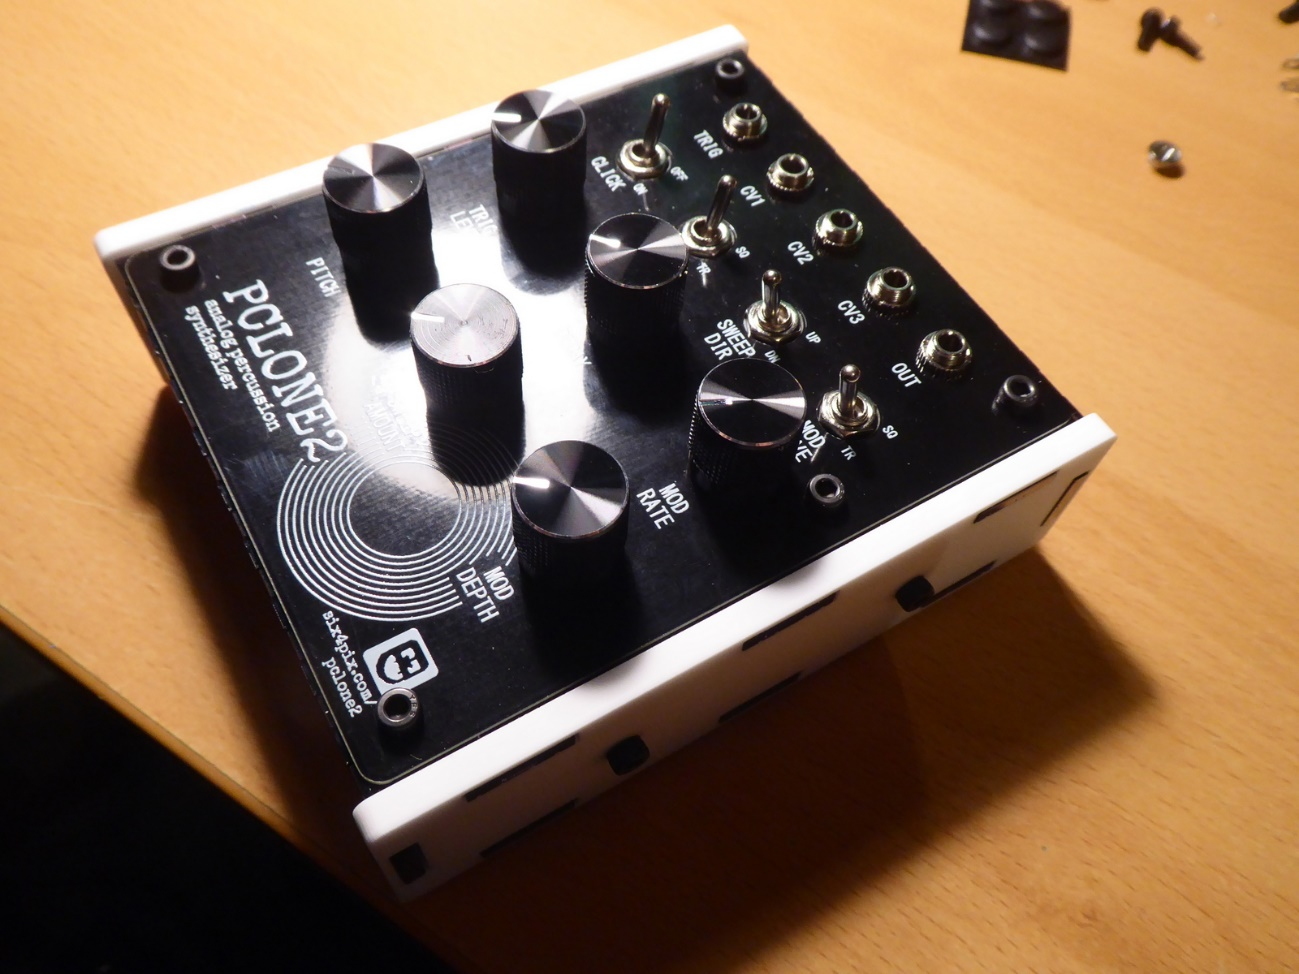 TRIG
CV1
CV2
CV3
OUT
CLICK
OFF
ON
SQ
TR
SWEEP
DIR
UP
DN
MOD
SQ
TR
PITCH
MOD
RATE
MOD
DEPTH
PCLONE2
analog percussion
synthesizer
six4pix.com/
pclone2